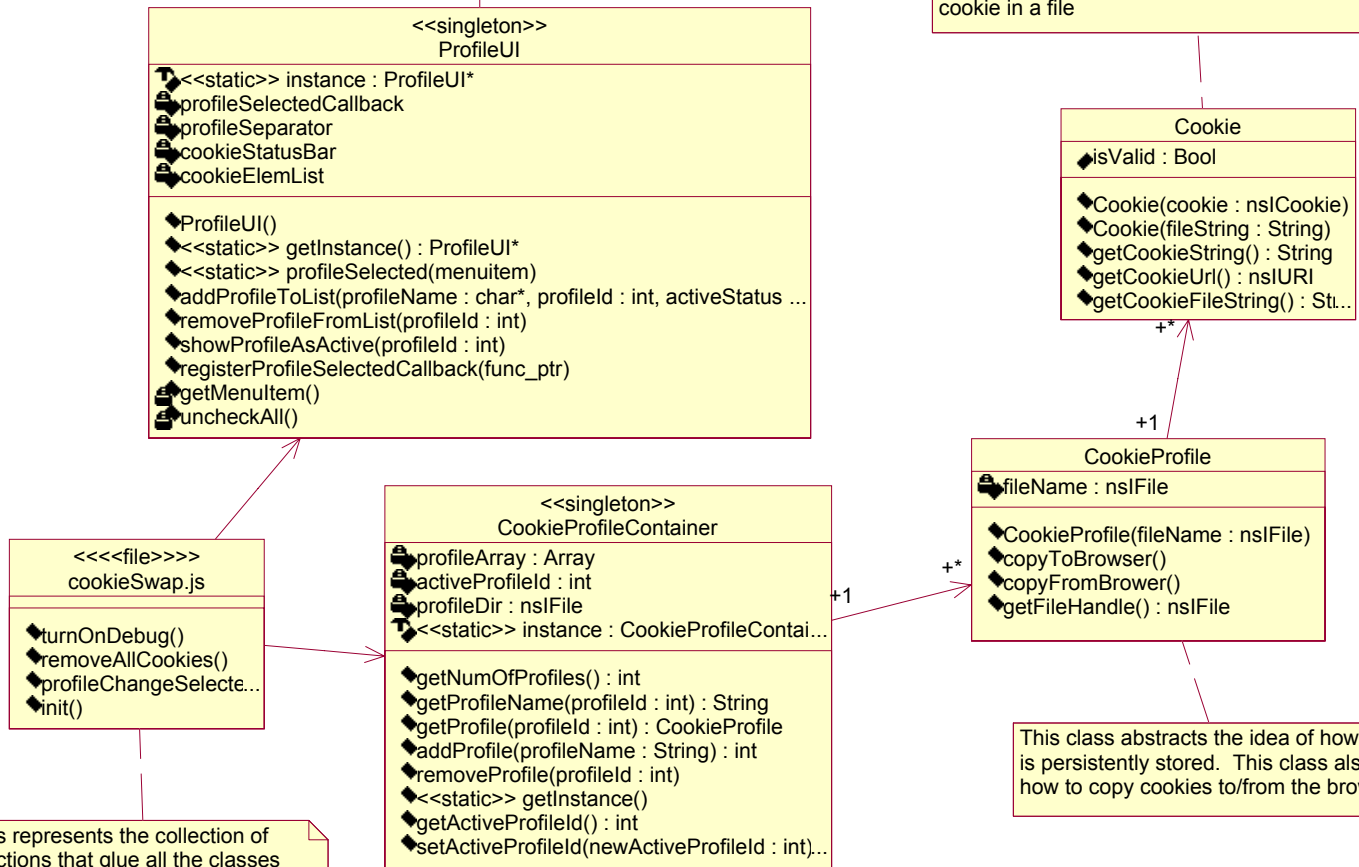 <<singleton>>
ProfileUI
<<static>> instance : ProfileUI*
profileSelectedCallback
profileSeparator
cookieStatusBar
cookieElemList
ProfileUI()
<<static>> getInstance() : ProfileUI*
<<static>> profileSelected(menuitem)
addProfileToList(profileName : char*, profileId : int, activeStatus ...
removeProfileFromList(profileId : int)
showProfileAsActive(profileId : int)
registerProfileSelectedCallback(func_ptr)
getMenuItem()
uncheckAll()
cookie in a file
Cookie
isValid : Bool
Cookie(cookie : nsICookie)
Cookie(fileString : String)
getCookieString() : String
getCookieUrl() : nsIURI
getCookieFileString() : Stı...
+*
+1
CookieProfile
fileName : nsIFile
CookieProfile(fileName : nsIFile)
copyToBrowser()
copyFromBrower()
getFileHandle() : nsIFile
<<<<file>>>>
cookieSwap.js
turnOnDebug()
removeAllCookies()
profileChangeSelecte...
init()
<<singleton>>
CookieProfileContainer
profileArray : Array
activeProfileId : int
profileDir : nsIFile
<<static>> instance : CookieProfileContai...
getNumOfProfiles() : int
getProfileName(profileId : int) : String
getProfile(profileId : int) : CookieProfile
addProfile(profileName : String) : int
removeProfile(profileId : int)
<<static>> getInstance()
getActiveProfileId() : int
setActiveProfileId(newActiveProfileId : int)...
+1
+*
This class abstracts the idea of how
is persistently stored.  This class als
how to copy cookies to/from the brov
s represents the collection of
ctions that glue all the classes